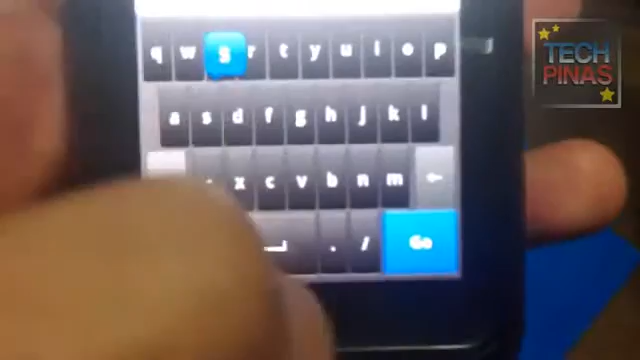 TECH
PINAS
q w s r t y u i o p
a s d f g h j k l
x c v b n m
. / Go